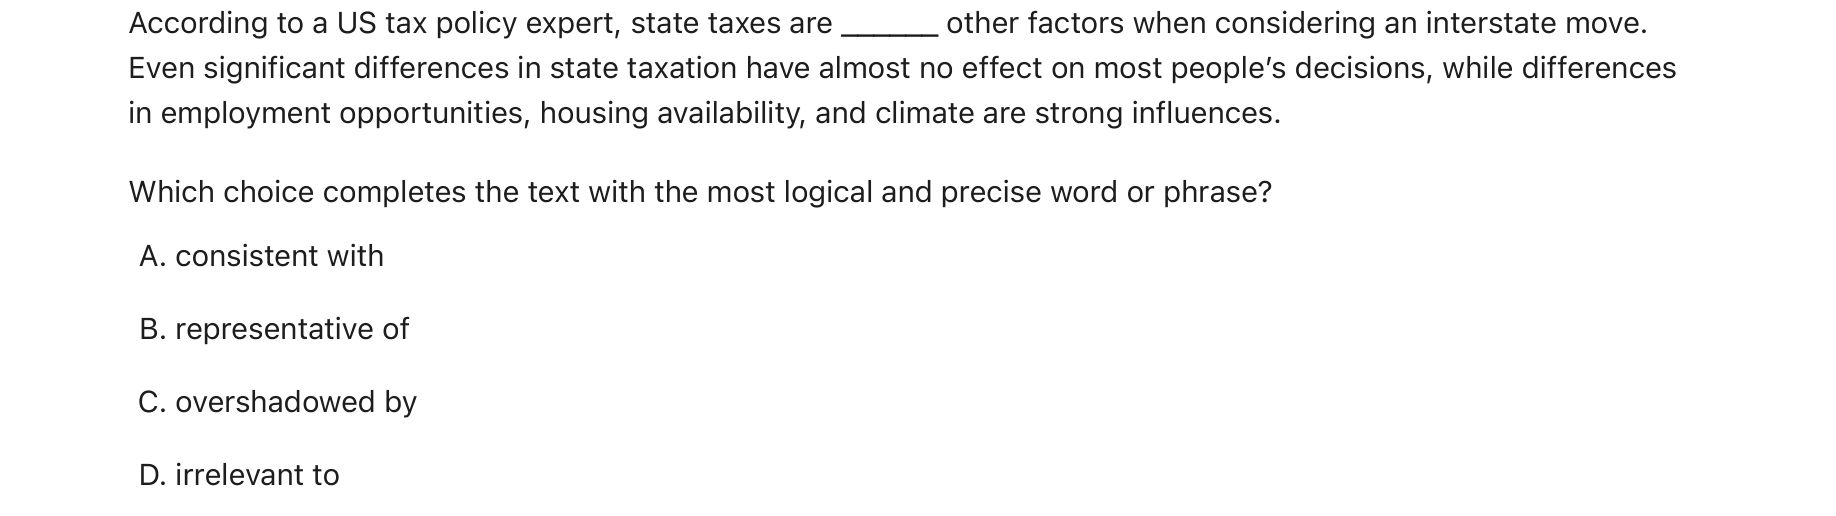 According to a US tax policy expert, state taxes are ______ other factors when considering an interstate move.
Even significant differences in state taxation have almost no effect on most people’s decisions, while differences
in employment opportunities, housing availability, and climate are strong influences.
Which choice completes the text with the most logical and precise word or phrase?
A. consistent with
B. representative of
C. overshadowed by
D. irrelevant to